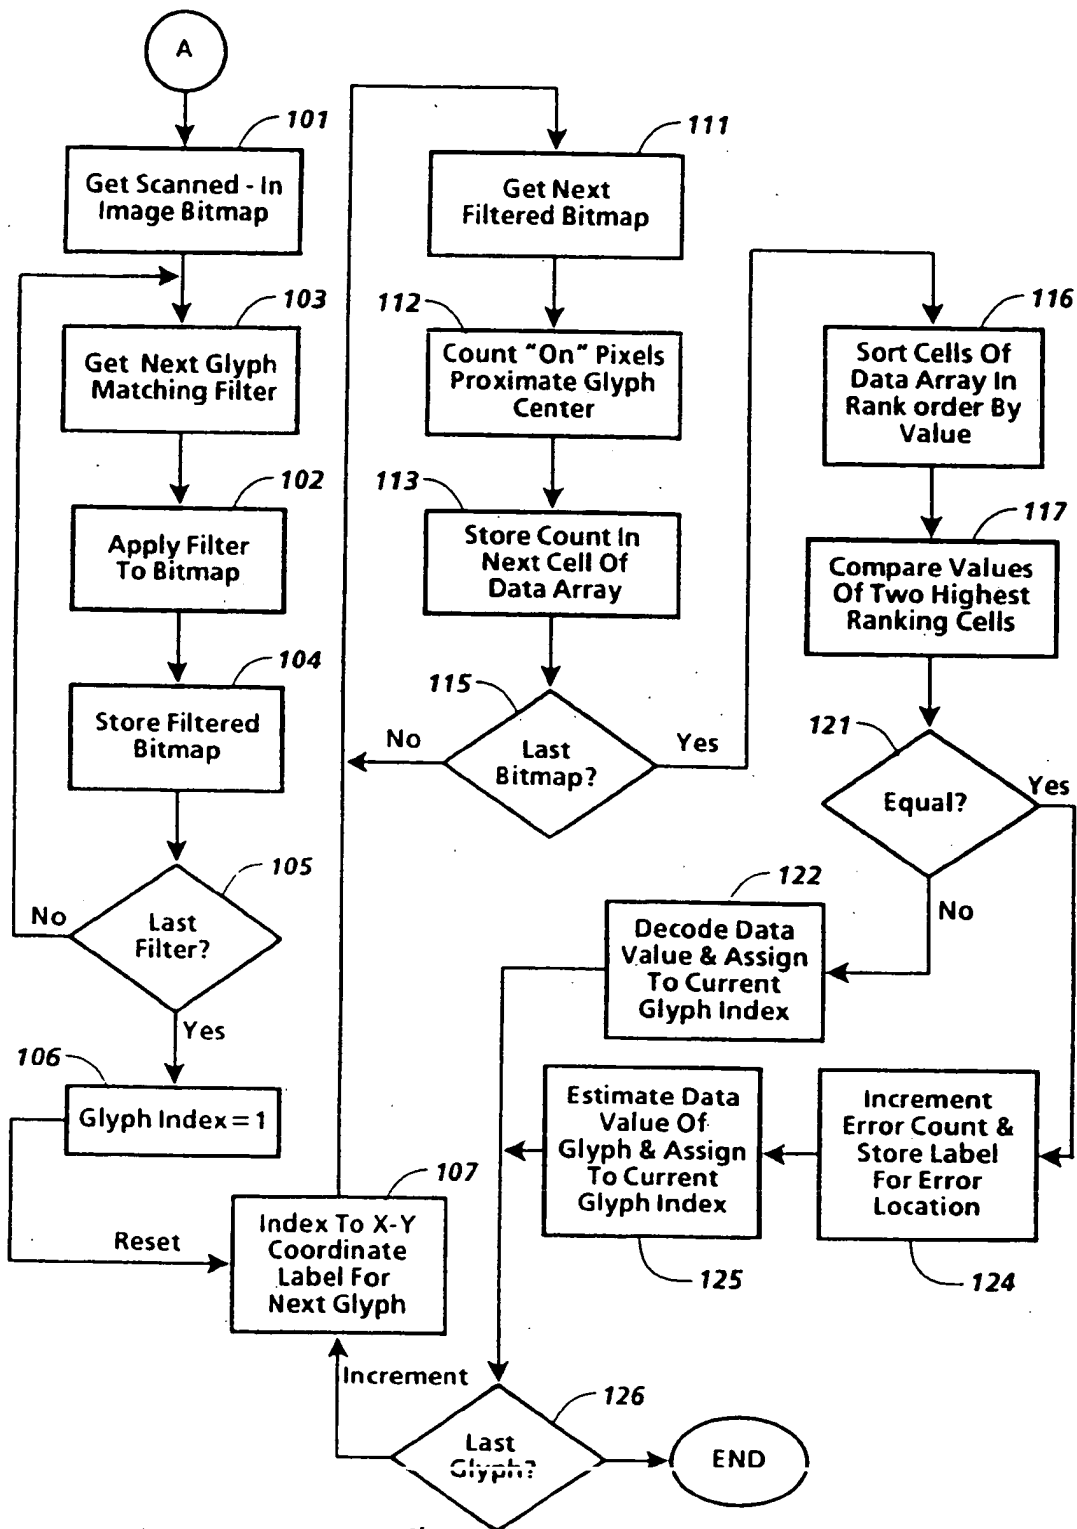 A
101
Get Scanned - In
Image Bitmap
103
Get Next Glyph
Matching Filter
102
Apply Filter
To Bitmap
104
Store Filtered
Bitmap
105
Last
Filter?
No
Yes
106
Glyph Index = 1
Reset
107
Index To X-Y
Coordinate
Label For
Next Glyph
111
Get Next
Filtered Bitmap
112
Count "On" Pixels
Proximate Glyph
Center
113
Store Count In
Next Cell Of
Data Array
115
Last
Bitmap?
No
Yes
116
Sort Cells Of
Data Array In
Rank order By
Value
117
Compare Values
Of Two Highest
Ranking Cells
121
Equal?
Yes
No
122
Decode Data
Value & Assign
To Current
Glyph Index
Increment
Error Count &
Store Label
For Error
Location
124
Estimate Data
Value Of
Glyph & Assign
To Current
Glyph Index
125
126
Last
Glyph?
Increment
END